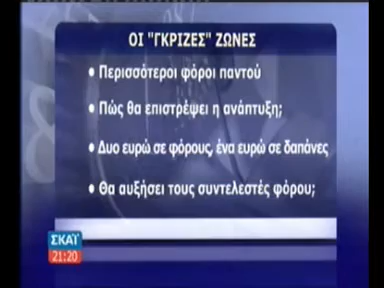 ΟΙ "ΓΚΡΙΖΕΣ" ΖΩΝΕΣ
• Περισσότεροι φόροι παντού
• Πώς θα επιστρέψει η ανάπτυξη;
• Δυο ευρώ σε φόρους, ένα ευρώ σε δαπάνες
• Θα αυξήσει τους συντελεστές φόρου;
ΣΚΑΪ
21:20